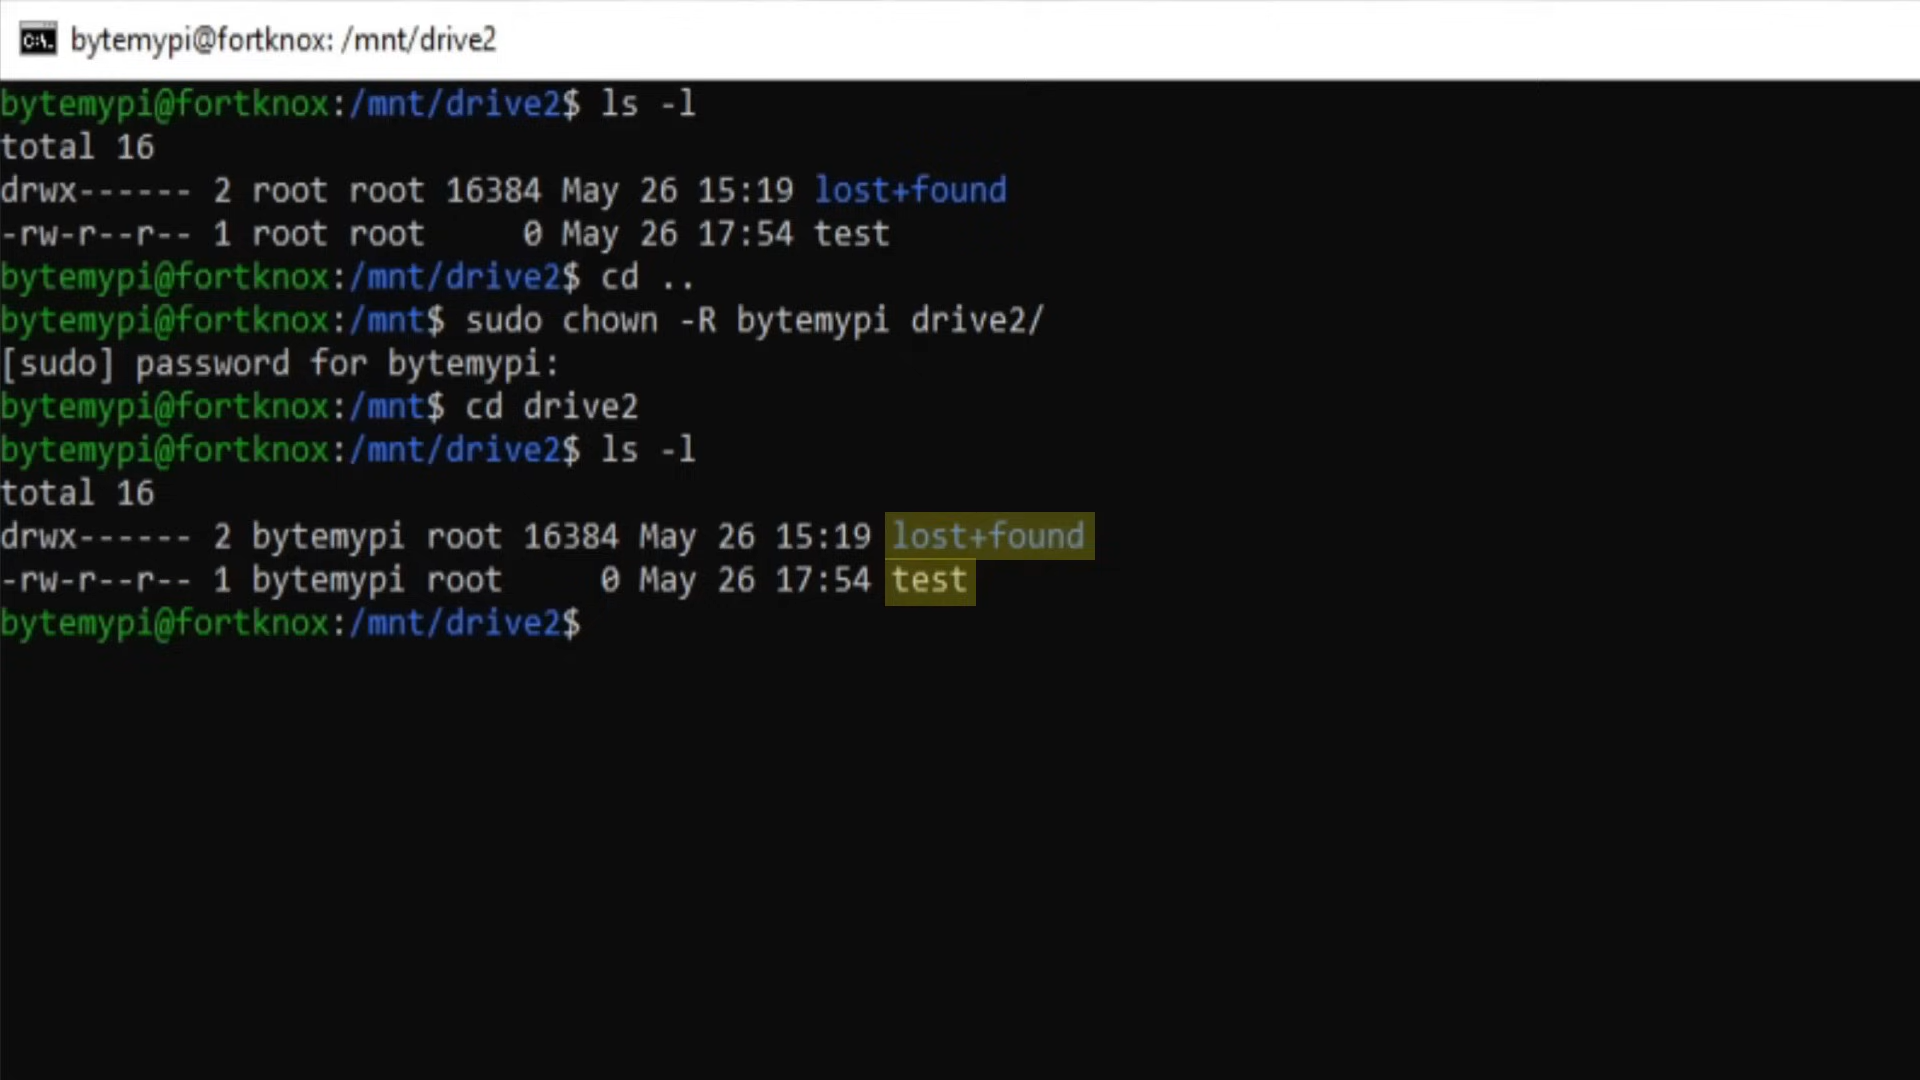 bytemypi@fortknox: /mnt/drive2
bytemypi@fortknox:/mnt/drive2$ ls -l
total 16
drwx------ 2 root root 16384 May 26 15:19 lost+found
-rw-r--r-- 1 root root     0 May 26 17:54 test
bytemypi@fortknox:/mnt/drive2$ cd ..
bytemypi@fortknox:/mnt$ sudo chown -R bytemypi drive2/
[sudo] password for bytemypi:
bytemypi@fortknox:/mnt$ cd drive2
bytemypi@fortknox:/mnt/drive2$ ls -l
total 16
drwx------ 2 bytemypi root 16384 May 26 15:19 lost+found
-rw-r--r-- 1 bytemypi root     0 May 26 17:54 test
bytemypi@fortknox:/mnt/drive2$